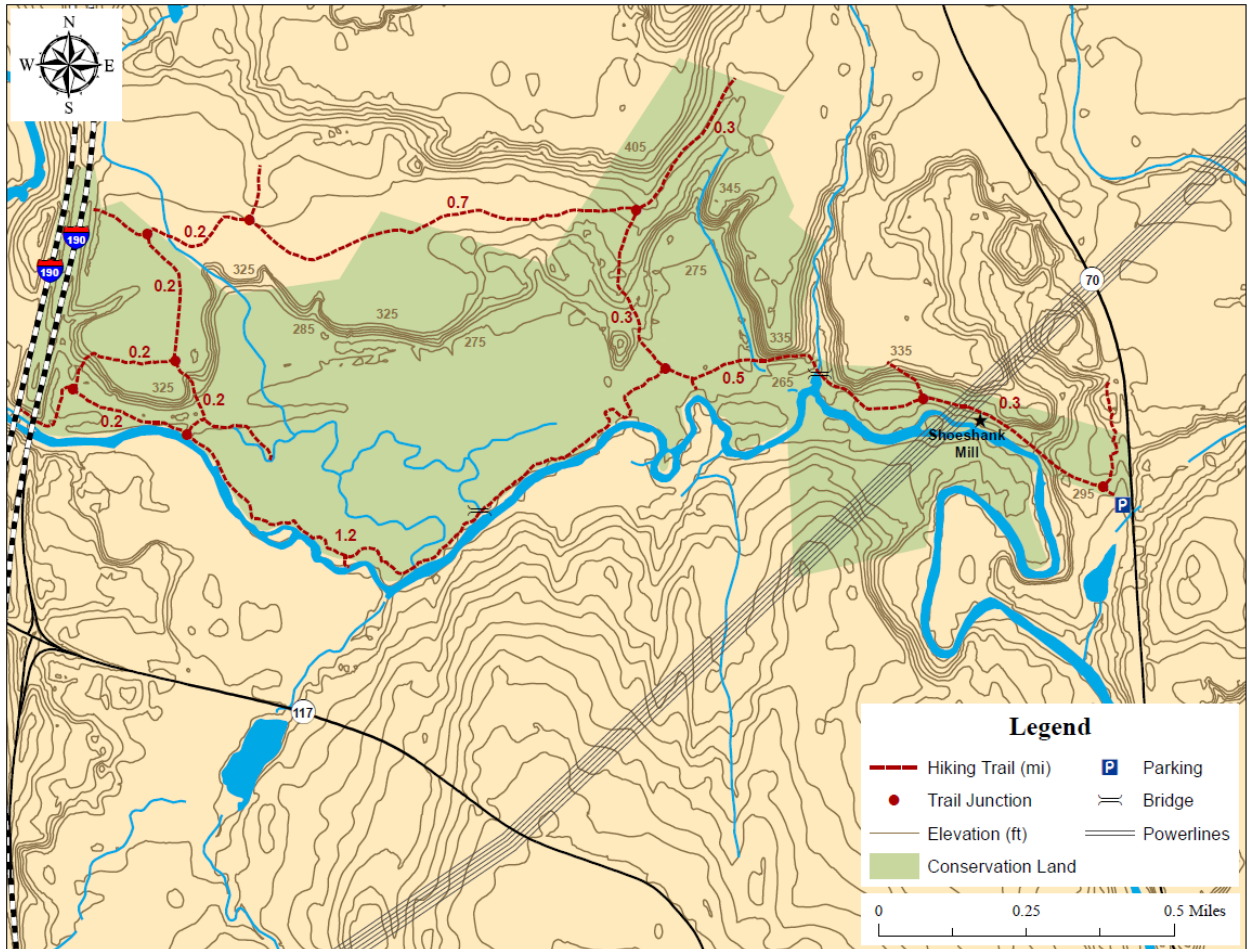 N
W
E
S
0.3
405
345
0.7
0.2
190
190
325
0.2
275
70
325
285
0.3
275
335
0.2
0.5
335
265
325
0.2
0.2
0.3
Shoeshank
Mill
295
P
1.2
117
Legend
Hiking Trail (mi)
P Parking
Trail Junction
Bridge
Elevation (ft)
Powerlines
Conservation Land
0 0.25 0.5 Miles